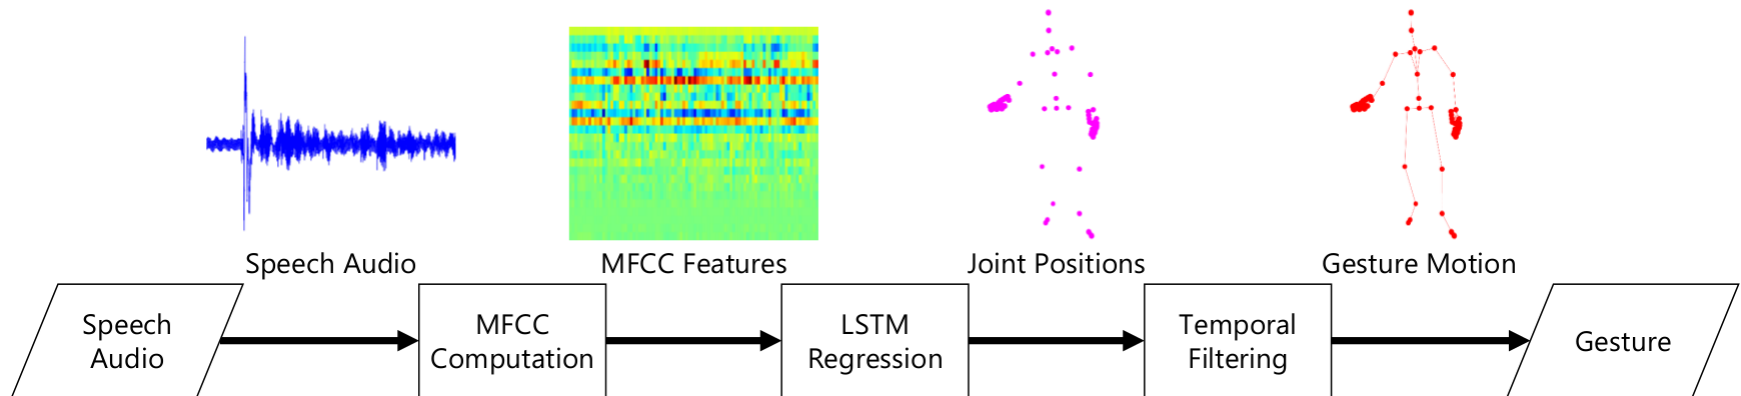 Speech Audio
MFCC Features
Joint Positions
Gesture Motion
Speech
Audio
MFCC
Computation
LSTM
Regression
Temporal
Filtering
Gesture